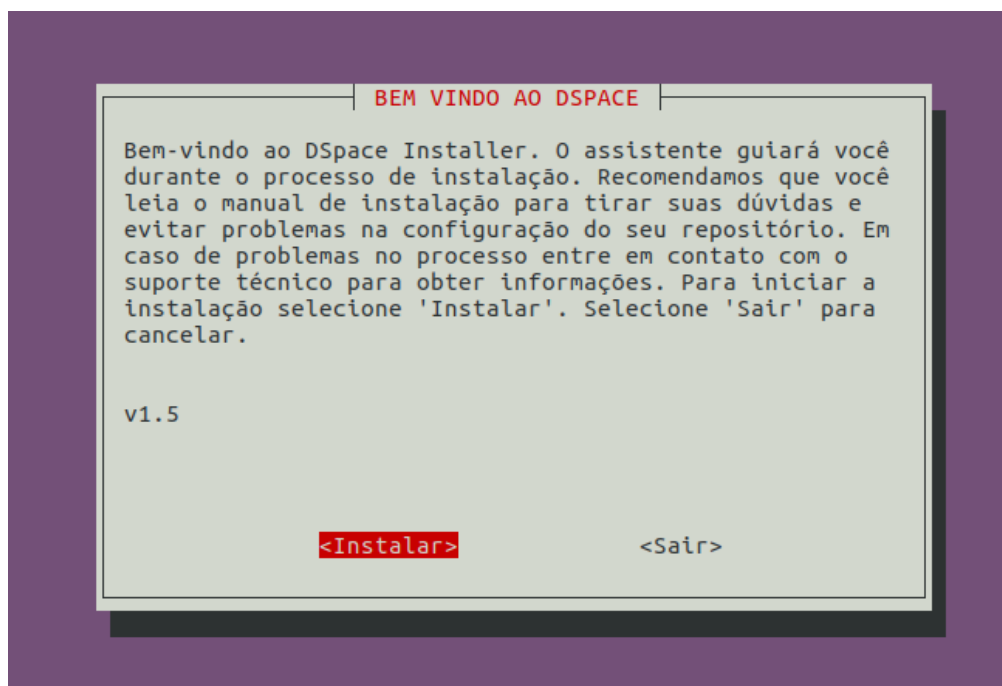 BEM VINDO AO DSPACE
Bem-vindo ao DSpace Installer. O assistente guiará você
durante o processo de instalação. Recomendamos que você
leia o manual de instalação para tirar suas dúvidas e
evitar problemas na configuração do seu repositório. Em
caso de problemas no processo entre em contato com o
suporte técnico para obter informações. Para iniciar a
instalação selecione 'Instalar'. Selecione 'Sair' para
cancelar.
v1.5
<Instalar> <Sair>